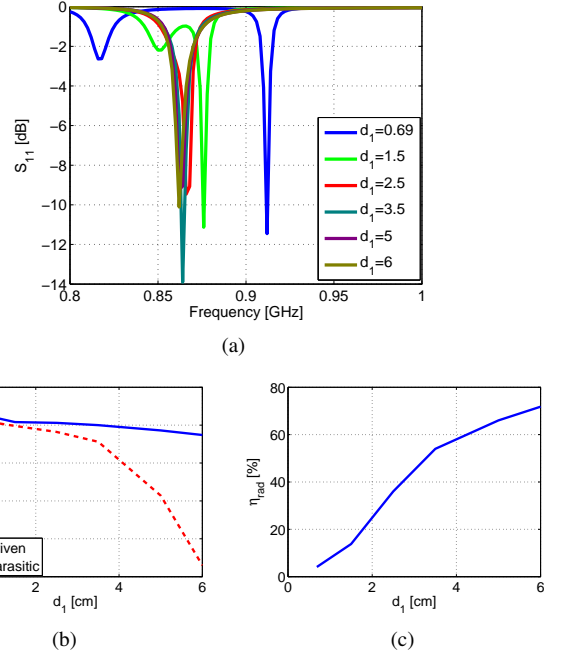 0
−2
−4
−6
−8
−10
−12
−14
S11 [dB]
d1=0.69
d1=1.5
d1=2.5
d1=3.5
d1=5
d1=6
0.8 0.85 0.9 0.95 1
Frequency [GHz]
(a)
2 4 6
d1 [cm]
(b)
80
60
40
20
0
ηrad [%]
0 2 4 6
d1 [cm]
(c)